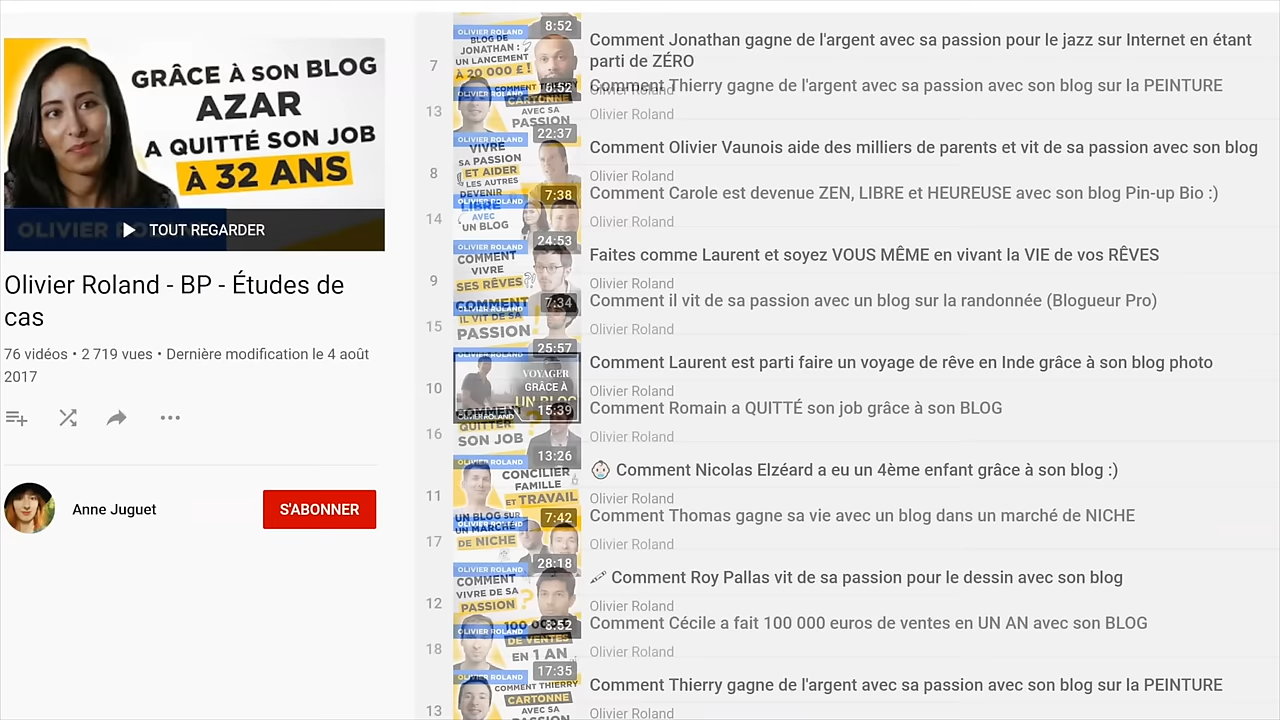 GRÂCE À SON BLOG
AZAR
A QUITTÉ SON JOB
À 32 ANS
OLIVIER R
TOUT REGARDER
Olivier Roland - BP - Études de
cas
76 vidéos • 2 719 vues • Dernière modification le 4 août
2017
Anne Juguet
S'ABONNER
8:52
OLIVIER ROLAND
BLOG DE
JONATHAN :
UN LANCEMENT
À 20 000 £ !
7
Comment Jonathan gagne de l'argent avec sa passion pour le jazz sur Internet en étant
parti de ZÉRO
Olivier Roland
13
COMMENT THIERRY
CARTONNE
AVEC SA
PASSION
Comment Thierry gagne de l'argent avec sa passion avec son blog sur la PEINTURE
Olivier Roland
22:37
OLIVIER ROLAND
8
VIVRE
SA PASSION
ET AIDER
LES AUTRES
DEVENIR
Comment Olivier Vaunois aide des milliers de parents et vit de sa passion avec son blog
Olivier Roland
7:38
OLIVIER ROLAND
14
LIBRE
AVEC
UN BLOG
Comment Carole est devenue ZEN, LIBRE et HEUREUSE avec son blog Pin-up Bio :)
Olivier Roland
24:53
OLIVIER ROLAND
9
COMMENT
VIVRE
SES RÊVES
Faites comme Laurent et soyez VOUS MÊME en vivant la VIE de vos RÊVES
Olivier Roland
7:34
15
COMMENT
IL VIT DE SA
PASSION !
Comment il vit de sa passion avec un blog sur la randonnée (Blogueur Pro)
Olivier Roland
25:57
OLIVIER ROLAND
10
VOYAGER
GRÂCE À
UN BLOG
Comment Laurent est parti faire un voyage de rêve en Inde grâce à son blog photo
Olivier Roland
15:39
OLIVIER ROLAND
16
COMMENT
QUITTER
SON JOB ?
Comment Romain a QUITTÉ son job grâce à son BLOG
Olivier Roland
13:26
OLIVIER ROLAND
11
CONCILIER
FAMILLE
ET TRAVAIL
Comment Nicolas Elzéard a eu un 4ème enfant grâce à son blog :)
Olivier Roland
7:42
17
UN BLOG SUR
UN MARCHÉ
DE NICHE
Comment Thomas gagne sa vie avec un blog dans un marché de NICHE
Olivier Roland
28:18
OLIVIER ROLAND
12
COMMENT
VIVRE DE SA
PASSION ?
Comment Roy Pallas vit de sa passion pour le dessin avec son blog
Olivier Roland
8:52
OLIVIER ROLAND
18
DE VENTES
EN 1 AN
Comment Cécile a fait 100 000 euros de ventes en UN AN avec son BLOG
Olivier Roland
17:35
OLIVIER ROLAND
13
COMMENT THIERRY
CARTONNE
AVEC SA
PASSION
Comment Thierry gagne de l'argent avec sa passion avec son blog sur la PEINTURE
Olivier Roland